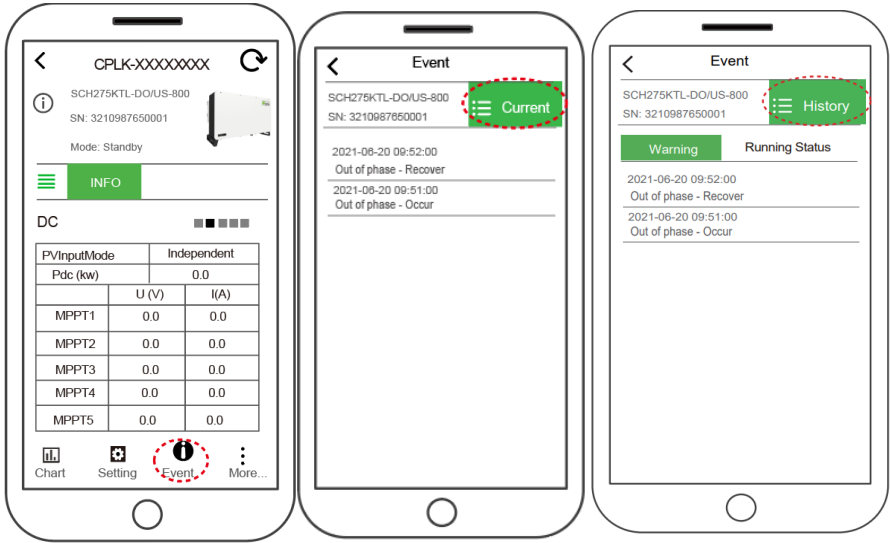 CPLK-XXXXXXXX
SCH275KTL-DO/US-800
SN: 3210987650001
Mode: Standby
INFO
DC
PVInputMode Independent
Pdc (kw) 0.0
U (V) I(A)
MPPT1 0.0 0.0
MPPT2 0.0 0.0
MPPT3 0.0 0.0
MPPT4 0.0 0.0
MPPT5 0.0 0.0
Chart Setting Event More...
Event
SCH275KTL-DO/US-800
SN: 3210987650001
Current
2021-06-20 09:52:00
Out of phase - Recover
2021-06-20 09:51:00
Out of phase - Occur
Event
SCH275KTL-DO/US-800
SN: 3210987650001
History
Warning Running Status
2021-06-20 09:52:00
Out of phase - Recover
2021-06-20 09:51:00
Out of phase - Occur